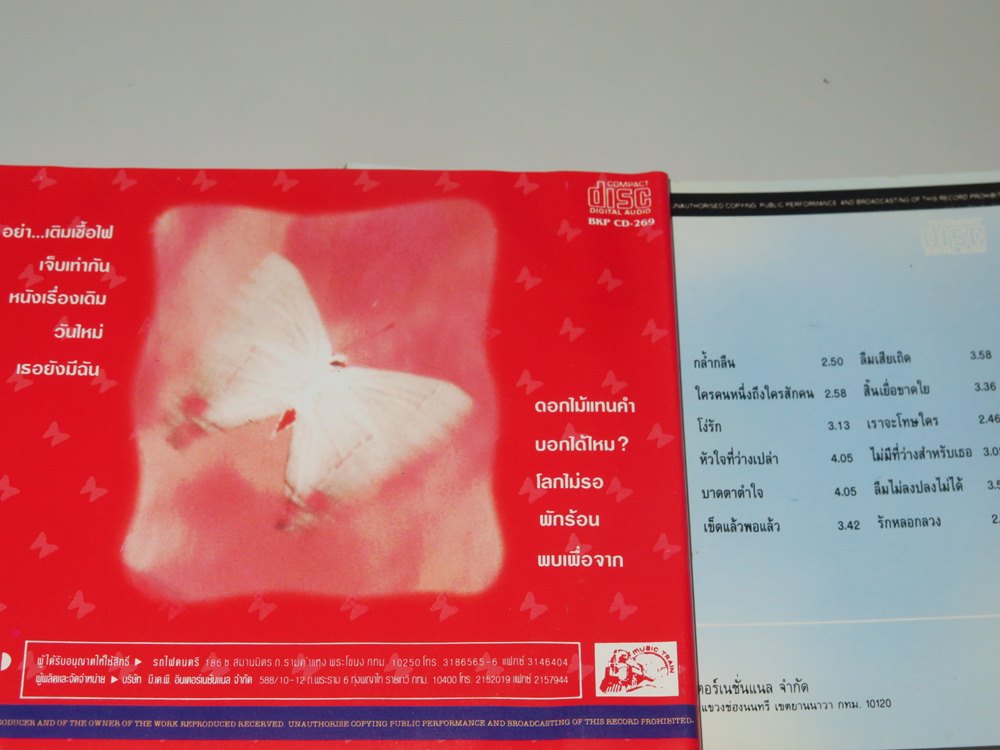 COMPACT
disc
DIGITAL AUDIO
BKP CD-269
อย่า...เติมเชื้อไฟ
เจ็บเท่ากัน
หนังเรื่องเดิม
วันใหม่
เธอยังมีฉัน
ดอกไม้แทนคำ
บอกได้ไหม?
โลกไม่รอ
พักร้อน
พบเพื่อจาก
ผู้ได้รับอนุญาตให้ใช้สิทธิ์ ▶ รถไฟดนตรี 186 ซ.สมานมิตร ถ.รามคำแหง พระโขนง กทม. 10250 โทร. 3186565-6 แฟกซ์ 3146404
ผู้ผลิตและจัดจำหน่าย ▶ บริษัท บี.เค.พี. อินเตอร์เนชั่นแนล จำกัด 588/10-12 ถ.พระราม 6 ทุ่งพญาไท ราชเทวี กทม. 10400 โทร. 2152019 แฟกซ์ 2157944
MUSIC TRAIN
ODUCER AND OF THE OWNER OF THE WORK REPRODUCED RECERVED. UNAUTHORISE COPYING PUBLIC PERFORMANCE AND BROADCASTING OF THIS RECORD PROHIBITED.
UNAUTHORISED COPYING, PUBLIC PERFORMANCE AND BROADCASTING OF THIS RECORD PROHIBIT
disc
กล้ำกลืน 2.50 ลืมเสียเถิด 3.58
ใครคนหนึ่งถึงใครสักคน 2.58 สิ้นเยื่อขาดใย 3.36
โง่รัก 3.13 เราจะโทษใคร 2.46
หัวใจที่ว่างเปล่า 4.05 ไม่มีที่ว่างสำหรับเธอ
บาดตาตำใจ 4.05 ลืมไม่ลงปลงไม่ได้
เข็ดแล้วพอแล้ว 3.42 รักหลอกลวง
ตอร์เนชั่นแนล จำกัด
แขวงช่องนนทรี เขตยานนาวา กทม. 10120